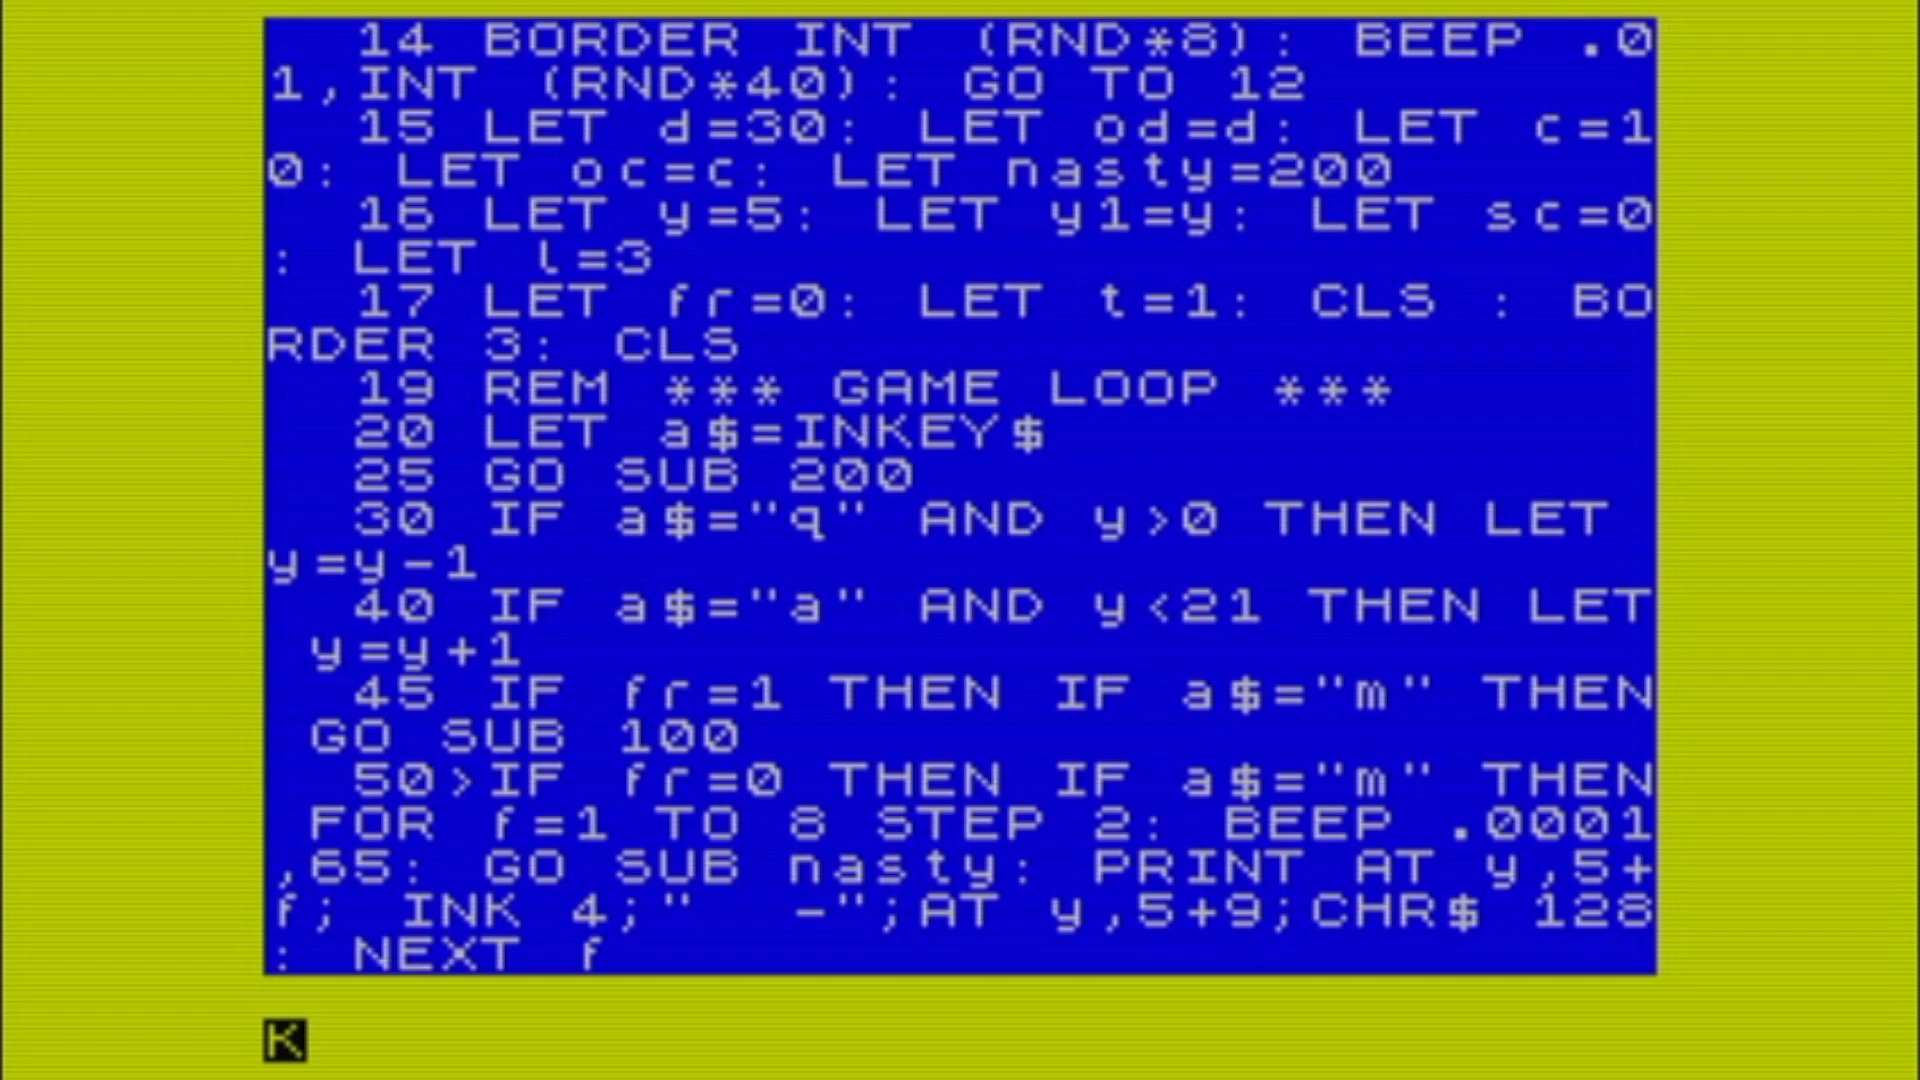 14 BORDER INT (RND*8): BEEP .0
1,INT (RND*40): GO TO 12
15 LET d=30: LET od=d: LET c=1
0: LET oc=c: LET nasty=200
16 LET y=5: LET y1=y: LET sc=0
: LET l=3
17 LET fr=0: LET t=1: CLS : BO
RDER 3: CLS
19 REM *** GAME LOOP ***
20 LET a$=INKEY$
25 GO SUB 200
30 IF a$="q" AND y>0 THEN LET
y=y-1
40 IF a$="a" AND y<21 THEN LET
y=y+1
45 IF fr=1 THEN IF a$="m" THEN
GO SUB 100
50>IF fr=0 THEN IF a$="m" THEN
FOR f=1 TO 8 STEP 2: BEEP .0001
,65: GO SUB nasty: PRINT AT y,5+
f; INK 4;"  -";AT y,5+9;CHR$ 128
: NEXT f
K